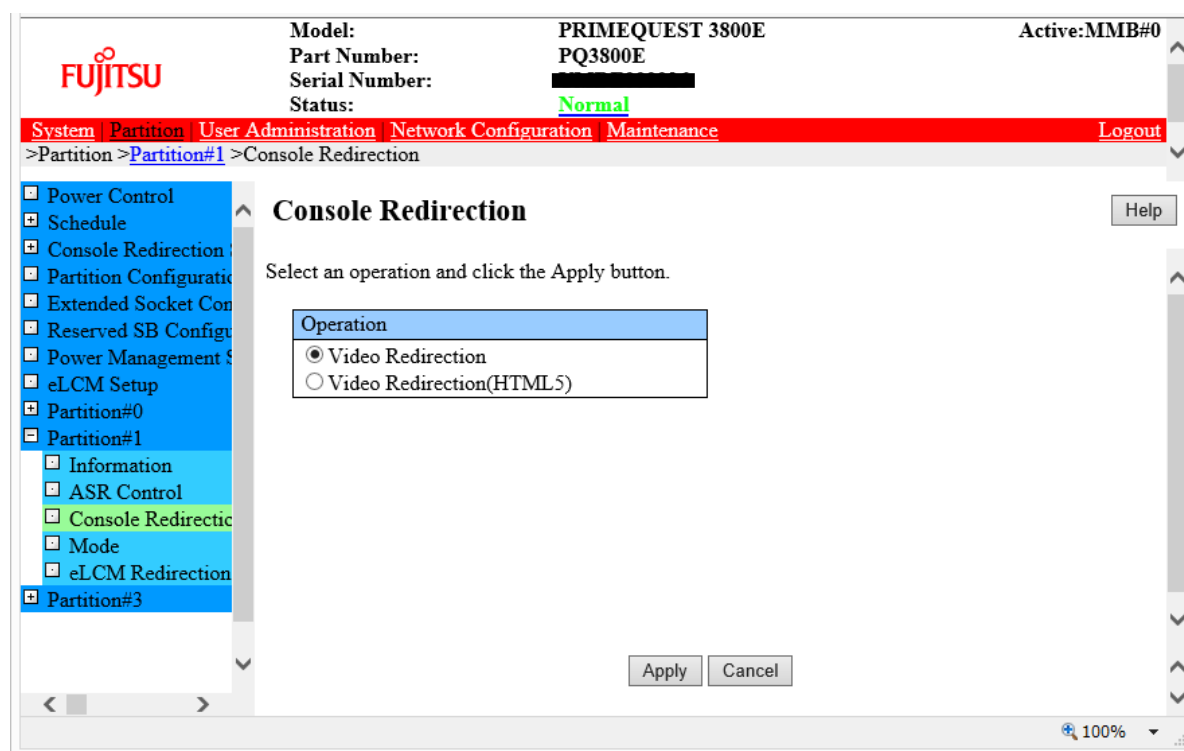 FUJITSU
Model: PRIMEQUEST 3800E Active:MMB#0
Part Number: PQ3800E
Serial Number:
Status: Normal
System | Partition | User Administration | Network Configuration | Maintenance Logout
>Partition >Partition#1 >Console Redirection
Power Control
Schedule
Console Redirection
Partition Configuratio
Extended Socket Con
Reserved SB Configu
Power Management S
eLCM Setup
Partition#0
Partition#1
Information
ASR Control
Console Redirectic
Mode
eLCM Redirection
Partition#3
Console Redirection
Help
Select an operation and click the Apply button.
Operation
Video Redirection
Video Redirection(HTML5)
Apply Cancel
100%